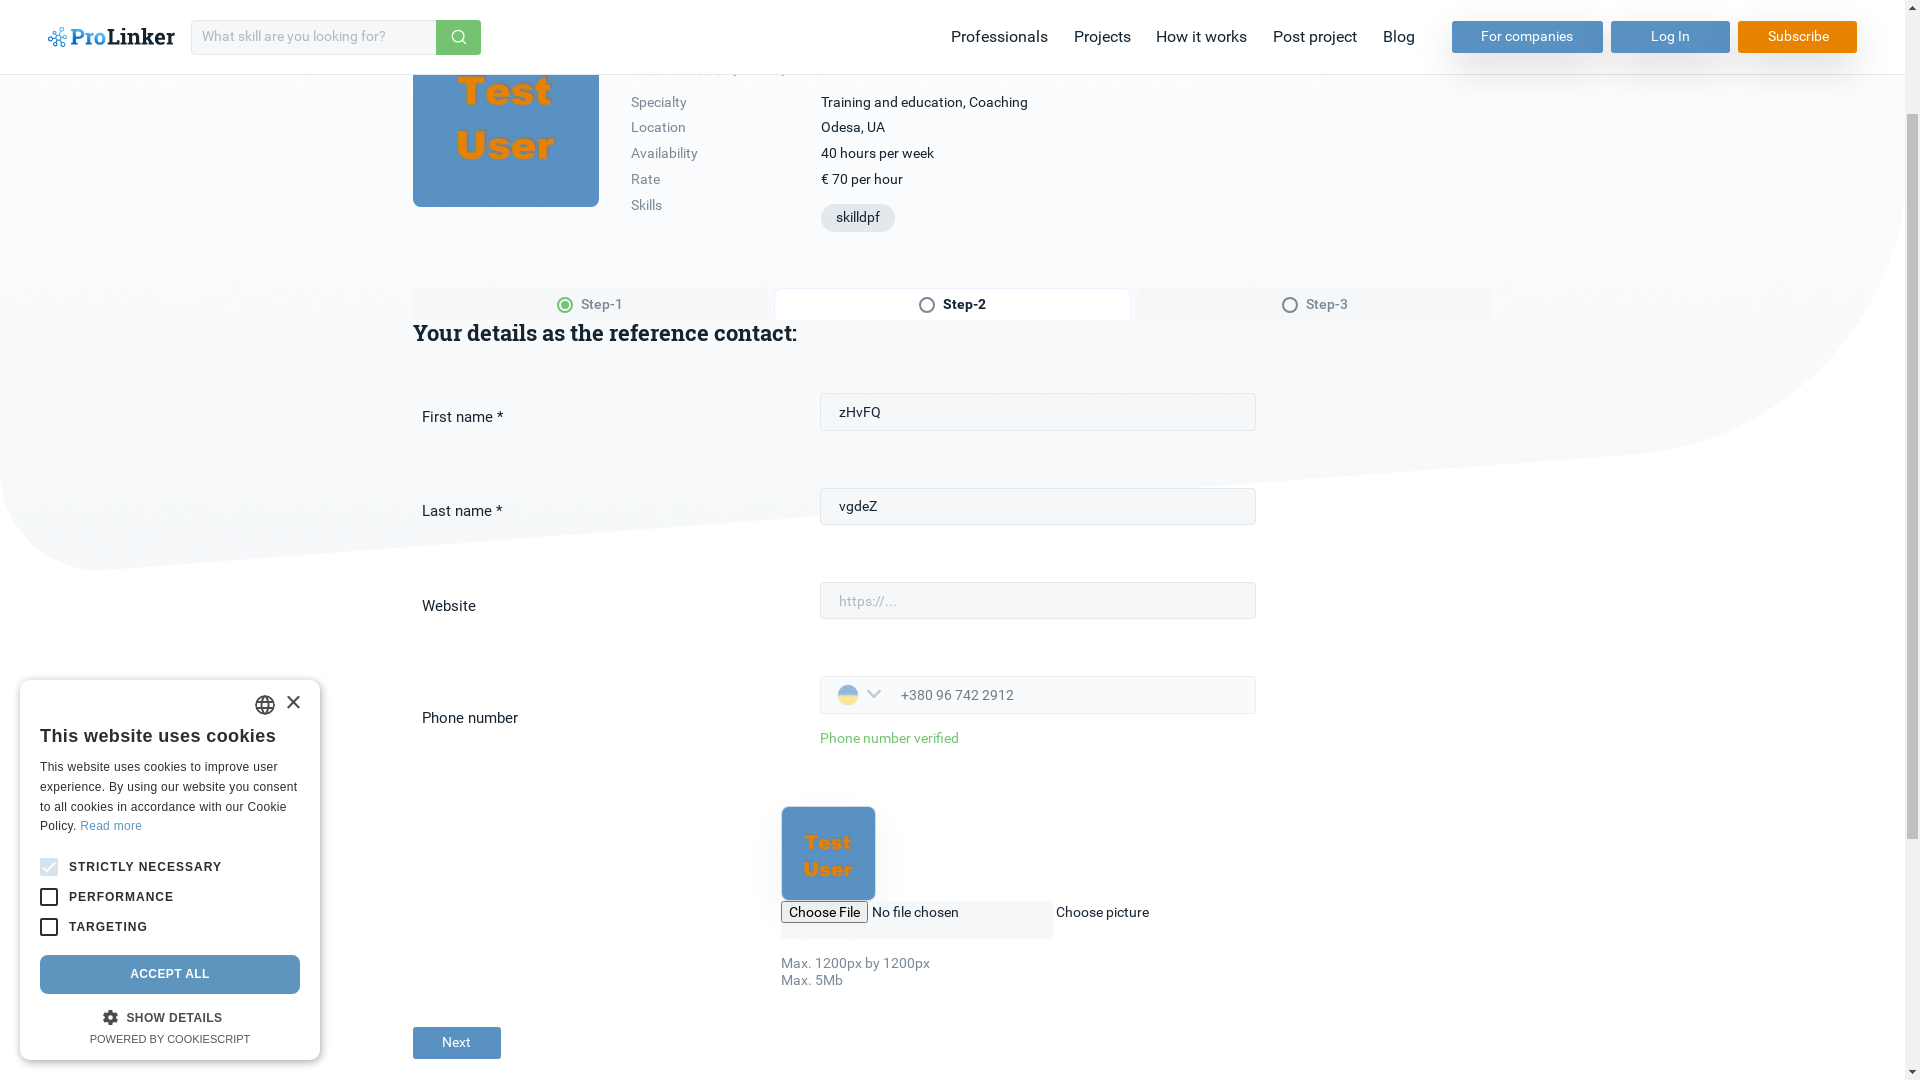 ProLinker
What skill are you looking for?
Professionals
Projects
How it works
Post project
Blog
For companies
Log In
Subscribe
Test
User
Specialty Training and education, Coaching
Location Odesa, UA
Availability 40 hours per week
Rate € 70 per hour
Skills
skilldpf
Step-1
Step-2
Step-3
Your details as the reference contact:
First name * zHvFQ
Last name * vgdeZ
Website https://...
+380 96 742 2912
Phone number
Phone number verified
Test
User
Choose File No file chosen Choose picture
Max. 1200px by 1200px
Max. 5Mb
Next
×
This website uses cookies
This website uses cookies to improve user
experience. By using our website you consent
to all cookies in accordance with our Cookie
Policy. Read more
STRICTLY NECESSARY
PERFORMANCE
TARGETING
ACCEPT ALL
SHOW DETAILS
POWERED BY COOKIESCRIPT